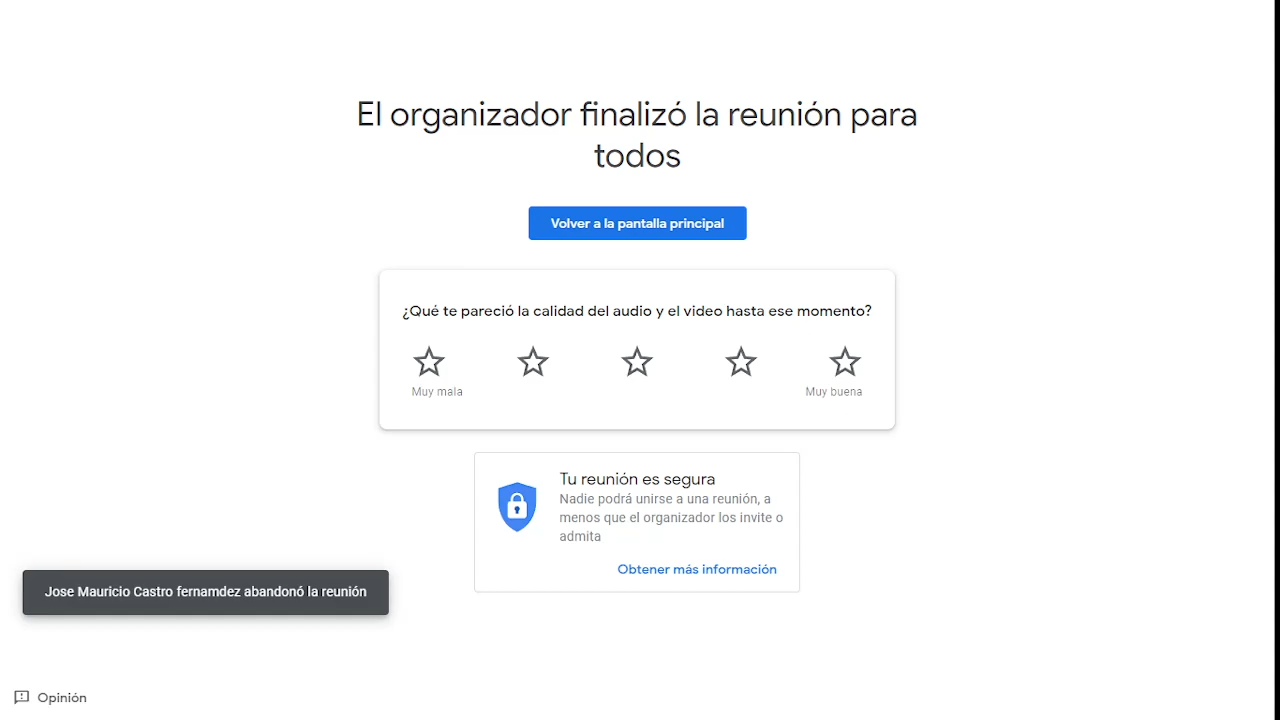 El organizador finalizó la reunión para
todos
Volver a la pantalla principal
¿Qué te pareció la calidad del audio y el video hasta ese momento?
Muy mala
Muy buena
Tu reunión es segura
Nadie podrá unirse a una reunión, a
menos que el organizador los invite o
admita
Obtener más información
Jose Mauricio Castro fernamdez abandonó la reunión
Opinión